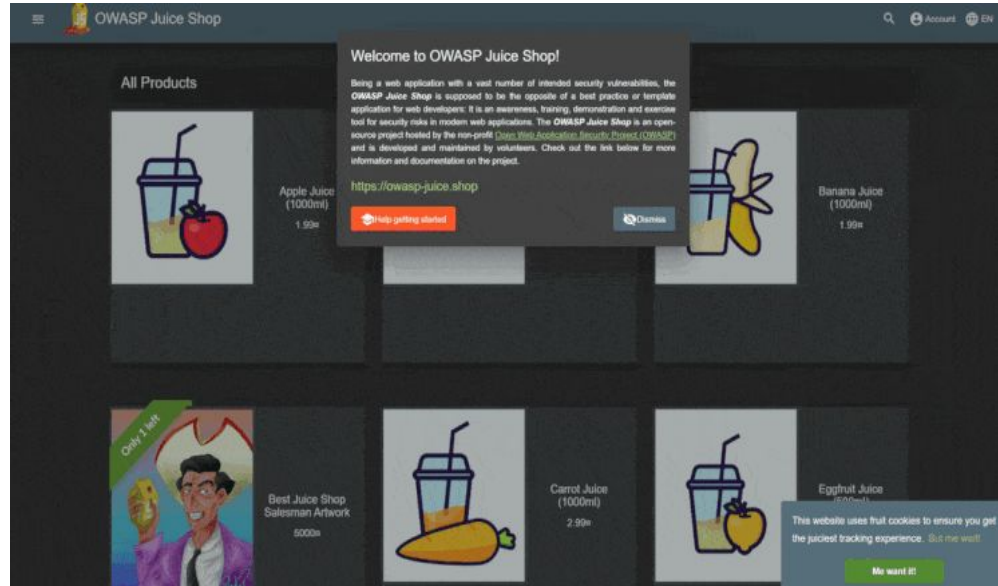 OWASP Juice Shop
Account
EN
Welcome to OWASP Juice Shop!
Being a web application with a vast number of intended security vulnerabilities, the
OWASP Juice Shop is supposed to be the opposite of a best practice or template
application for web developers: It is an awareness, training, demonstration and exercise
tool for security risks in modern web applications. The OWASP Juice Shop is an open-
source project hosted by the non-profit Open Web Application Security Project (OWASP)
and is developed and maintained by volunteers. Check out the link below for more
information and documentation on the project.
https://owasp-juice.shop
Help getting started
Dismiss
All Products
Apple Juice
(1000ml)
1.99¤
Banana Juice
(1000ml)
1.99¤
Only 1 left
Best Juice Shop
Salesman Artwork
5000¤
Carrot Juice
(1000ml)
2.99¤
Eggfruit Juice
(500ml)
This website uses fruit cookies to ensure you get
the juiciest tracking experience. But me wait!
Me want it!